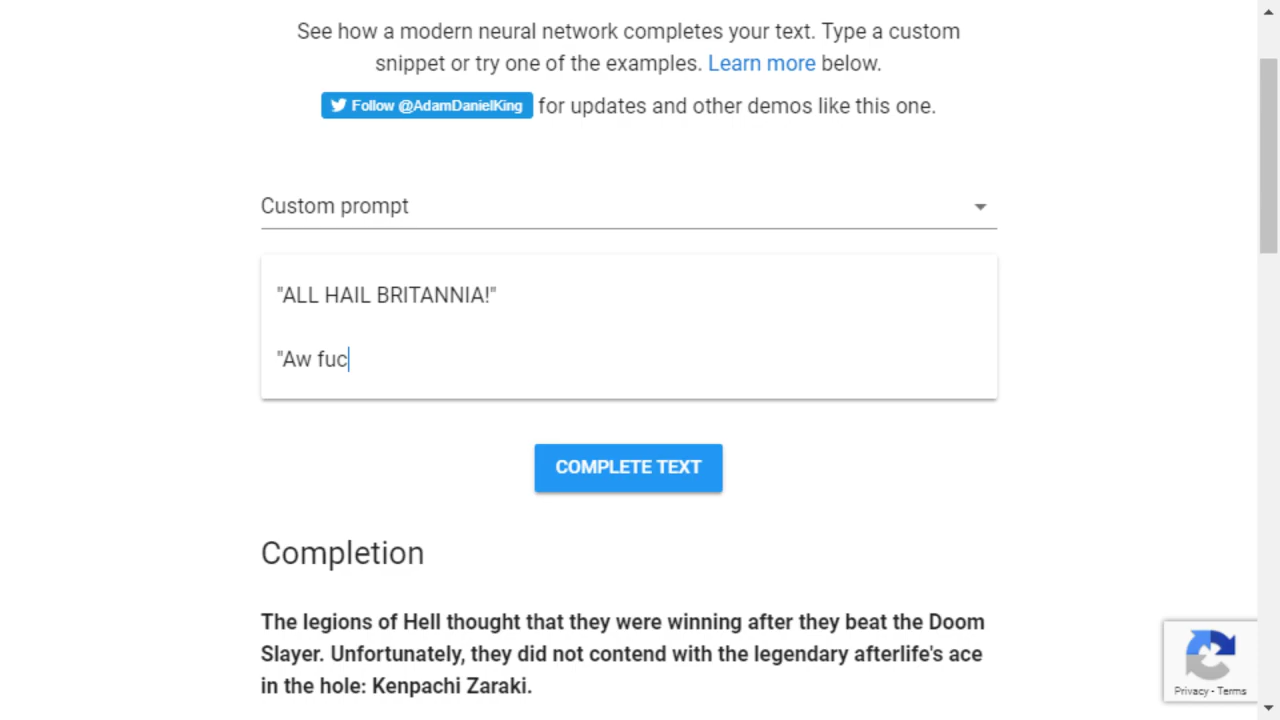 See how a modern neural network completes your text. Type a custom
snippet or try one of the examples. Learn more below.
Follow @AdamDanielKing for updates and other demos like this one.
Custom prompt
"ALL HAIL BRITANNIA!"
"Aw fuc
COMPLETE TEXT
Completion
The legions of Hell thought that they were winning after they beat the Doom
Slayer. Unfortunately, they did not contend with the legendary afterlife's ace
in the hole: Kenpachi Zaraki.
Privacy - Terms